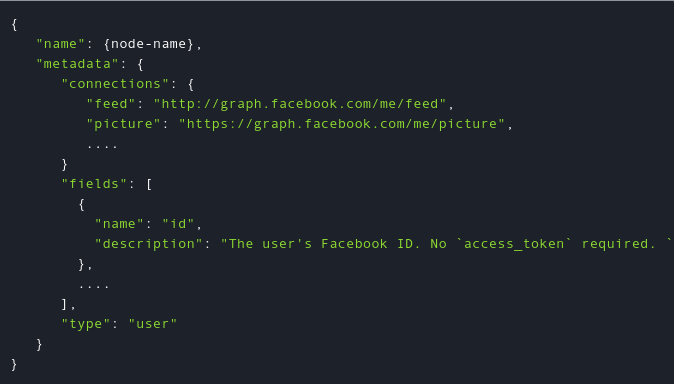 {
   "name": {node-name},
   "metadata": {
      "connections": {
         "feed": "http://graph.facebook.com/me/feed",
         "picture": "https://graph.facebook.com/me/picture",
         ....
      }
      "fields": [
        {
          "name": "id",
          "description": "The user's Facebook ID. No `access_token` required. `
        },
        ....
      ],
      "type": "user"
   }
}